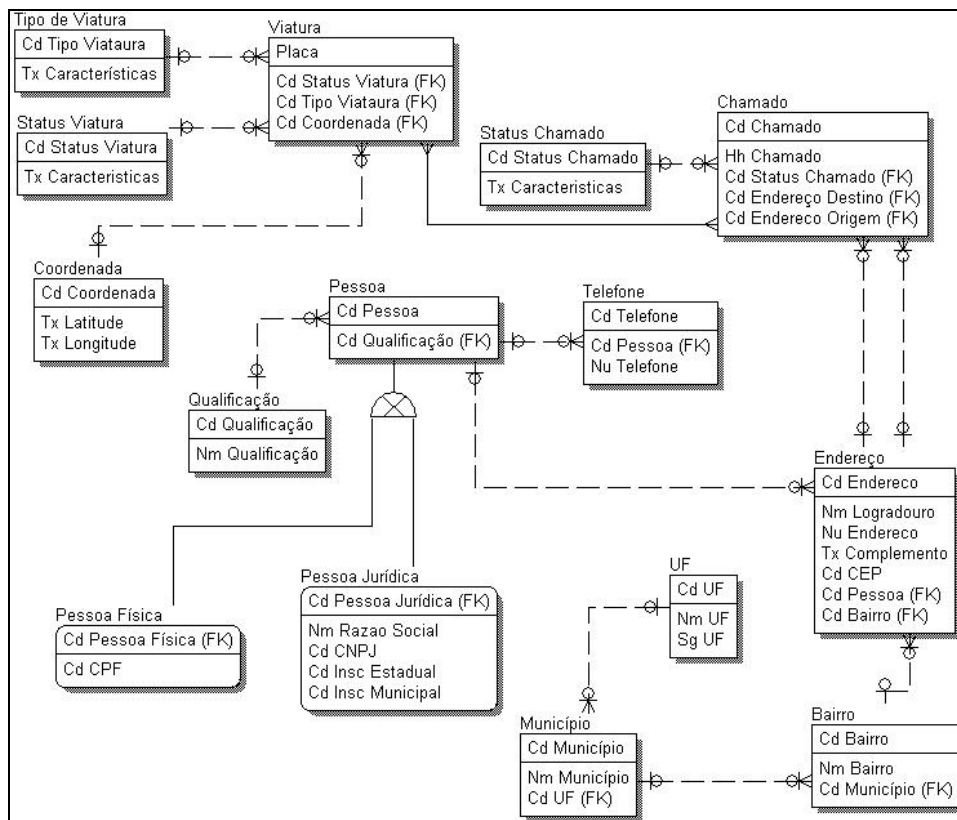 Tipo de Viatura
Cd Tipo Viataura
Tx Características
Viatura
Placa
Cd Status Viatura (FK)
Cd Tipo Viataura (FK)
Cd Coordenada (FK)
Status Viatura
Cd Status Viatura
Tx Caracteristicas
Status Chamado
Cd Status Chamado
Tx Caracteristicas
Chamado
Cd Chamado
Hh Chamado
Cd Status Chamado (FK)
Cd Endereço Destino (FK)
Cd Endereco Origem (FK)
Coordenada
Cd Coordenada
Tx Latitude
Tx Longitude
Pessoa
Cd Pessoa
Cd Qualificação (FK)
Telefone
Cd Telefone
Cd Pessoa (FK)
Nu Telefone
Qualificação
Cd Qualificação
Nm Qualificação
Endereço
Cd Endereco
Nm Logradouro
Nu Endereco
Tx Complemento
Cd CEP
Cd Pessoa (FK)
Cd Bairro (FK)
Pessoa Física
Cd Pessoa Física (FK)
Cd CPF
Pessoa Jurídica
Cd Pessoa Jurídica (FK)
Nm Razao Social
Cd CNPJ
Cd Insc Estadual
Cd Insc Municipal
UF
Cd UF
Nm UF
Sg UF
Município
Cd Município
Nm Município
Cd UF (FK)
Bairro
Cd Bairro
Nm Bairro
Cd Município (FK)